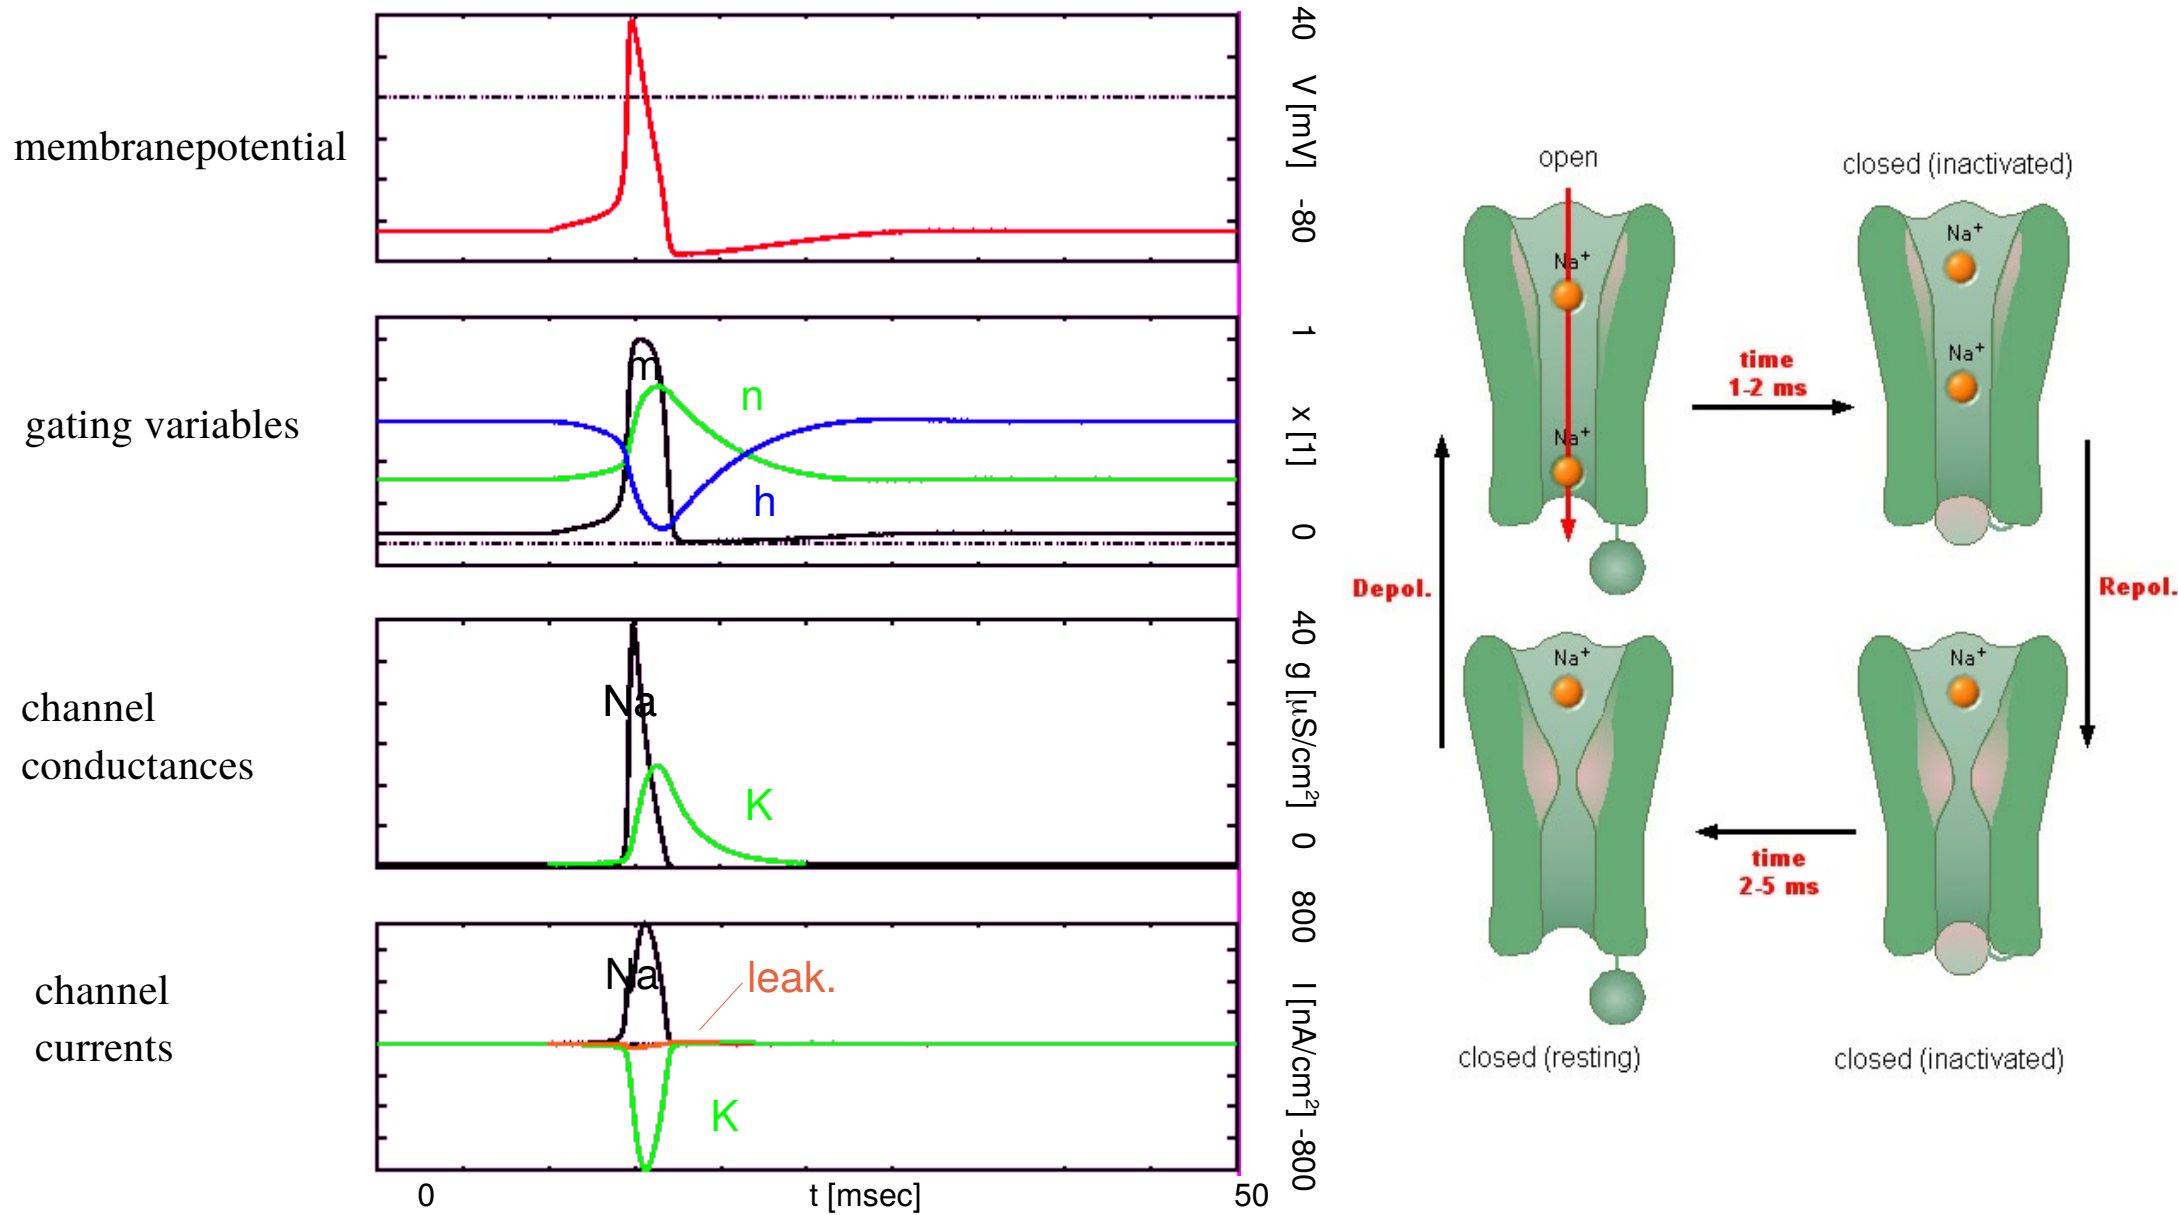 membranepotential
40 V [mV] -80
gating variables
m
n
h
1 x [1] 0
channel
conductances
Na
K
40 g [µS/cm²] 0
channel
currents
Na
leak.
K
800 I [nA/cm²] -800
0 t [msec] 50
open
closed (inactivated)
Na⁺
Na⁺
Na⁺
Na⁺
time
1-2 ms
Depol.
Repol.
Na⁺
Na⁺
time
2-5 ms
closed (resting)
closed (inactivated)